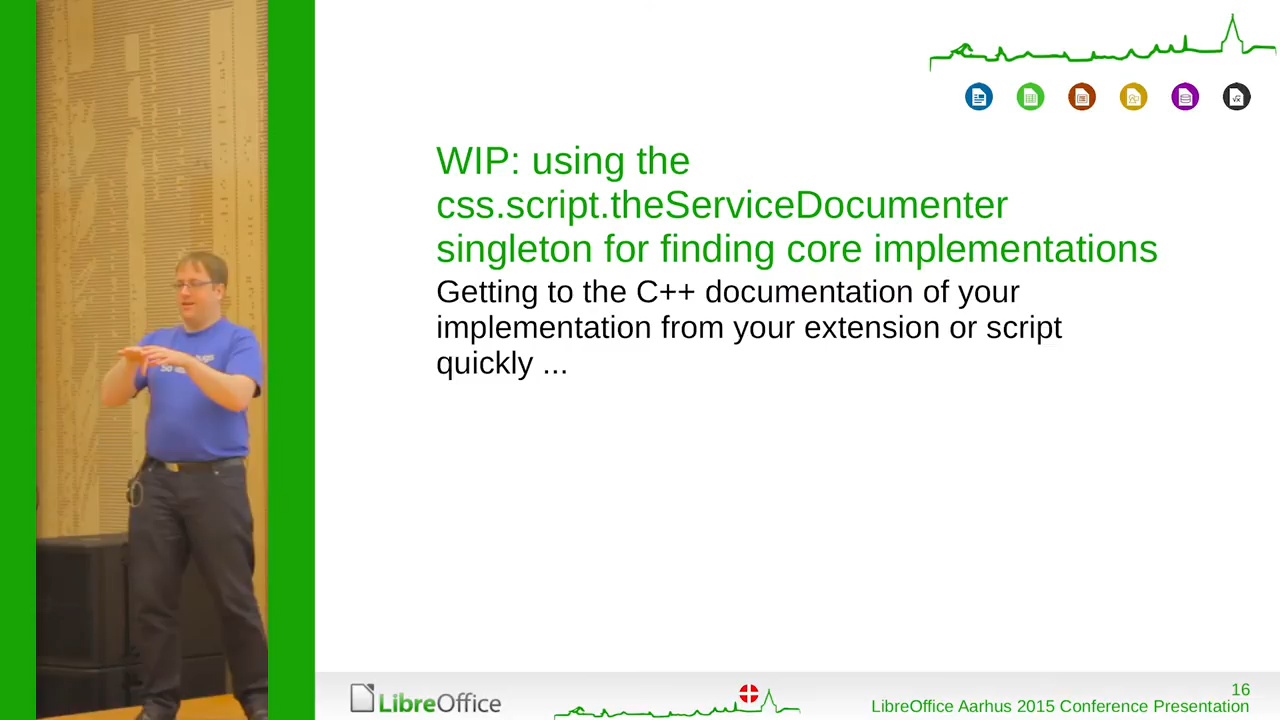 WIP: using the
css.script.theServiceDocumenter
singleton for finding core implementations
Getting to the C++ documentation of your
implementation from your extension or script
quickly ...
LibreOffice
16
LibreOffice Aarhus 2015 Conference Presentation